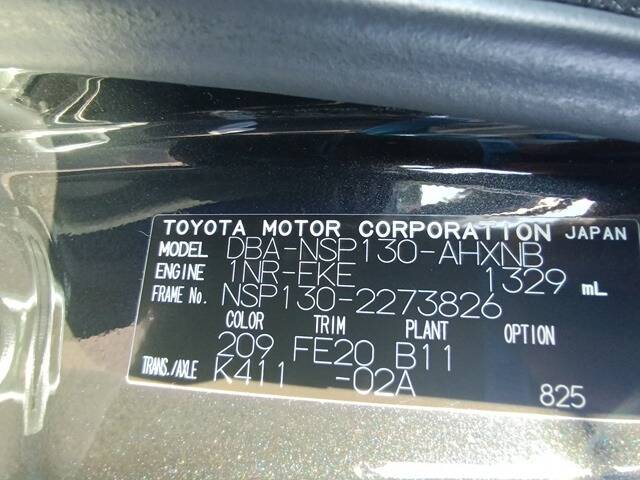 TOYOTA MOTOR CORPORATION JAPAN
MODEL DBA-NSP130-AHXNB
ENGINE 1NR-FKE 1329 mL
FRAME No. NSP130-2273826
COLOR TRIM PLANT OPTION
209 FE20 B11
TRANS./AXLE K411 -02A
825